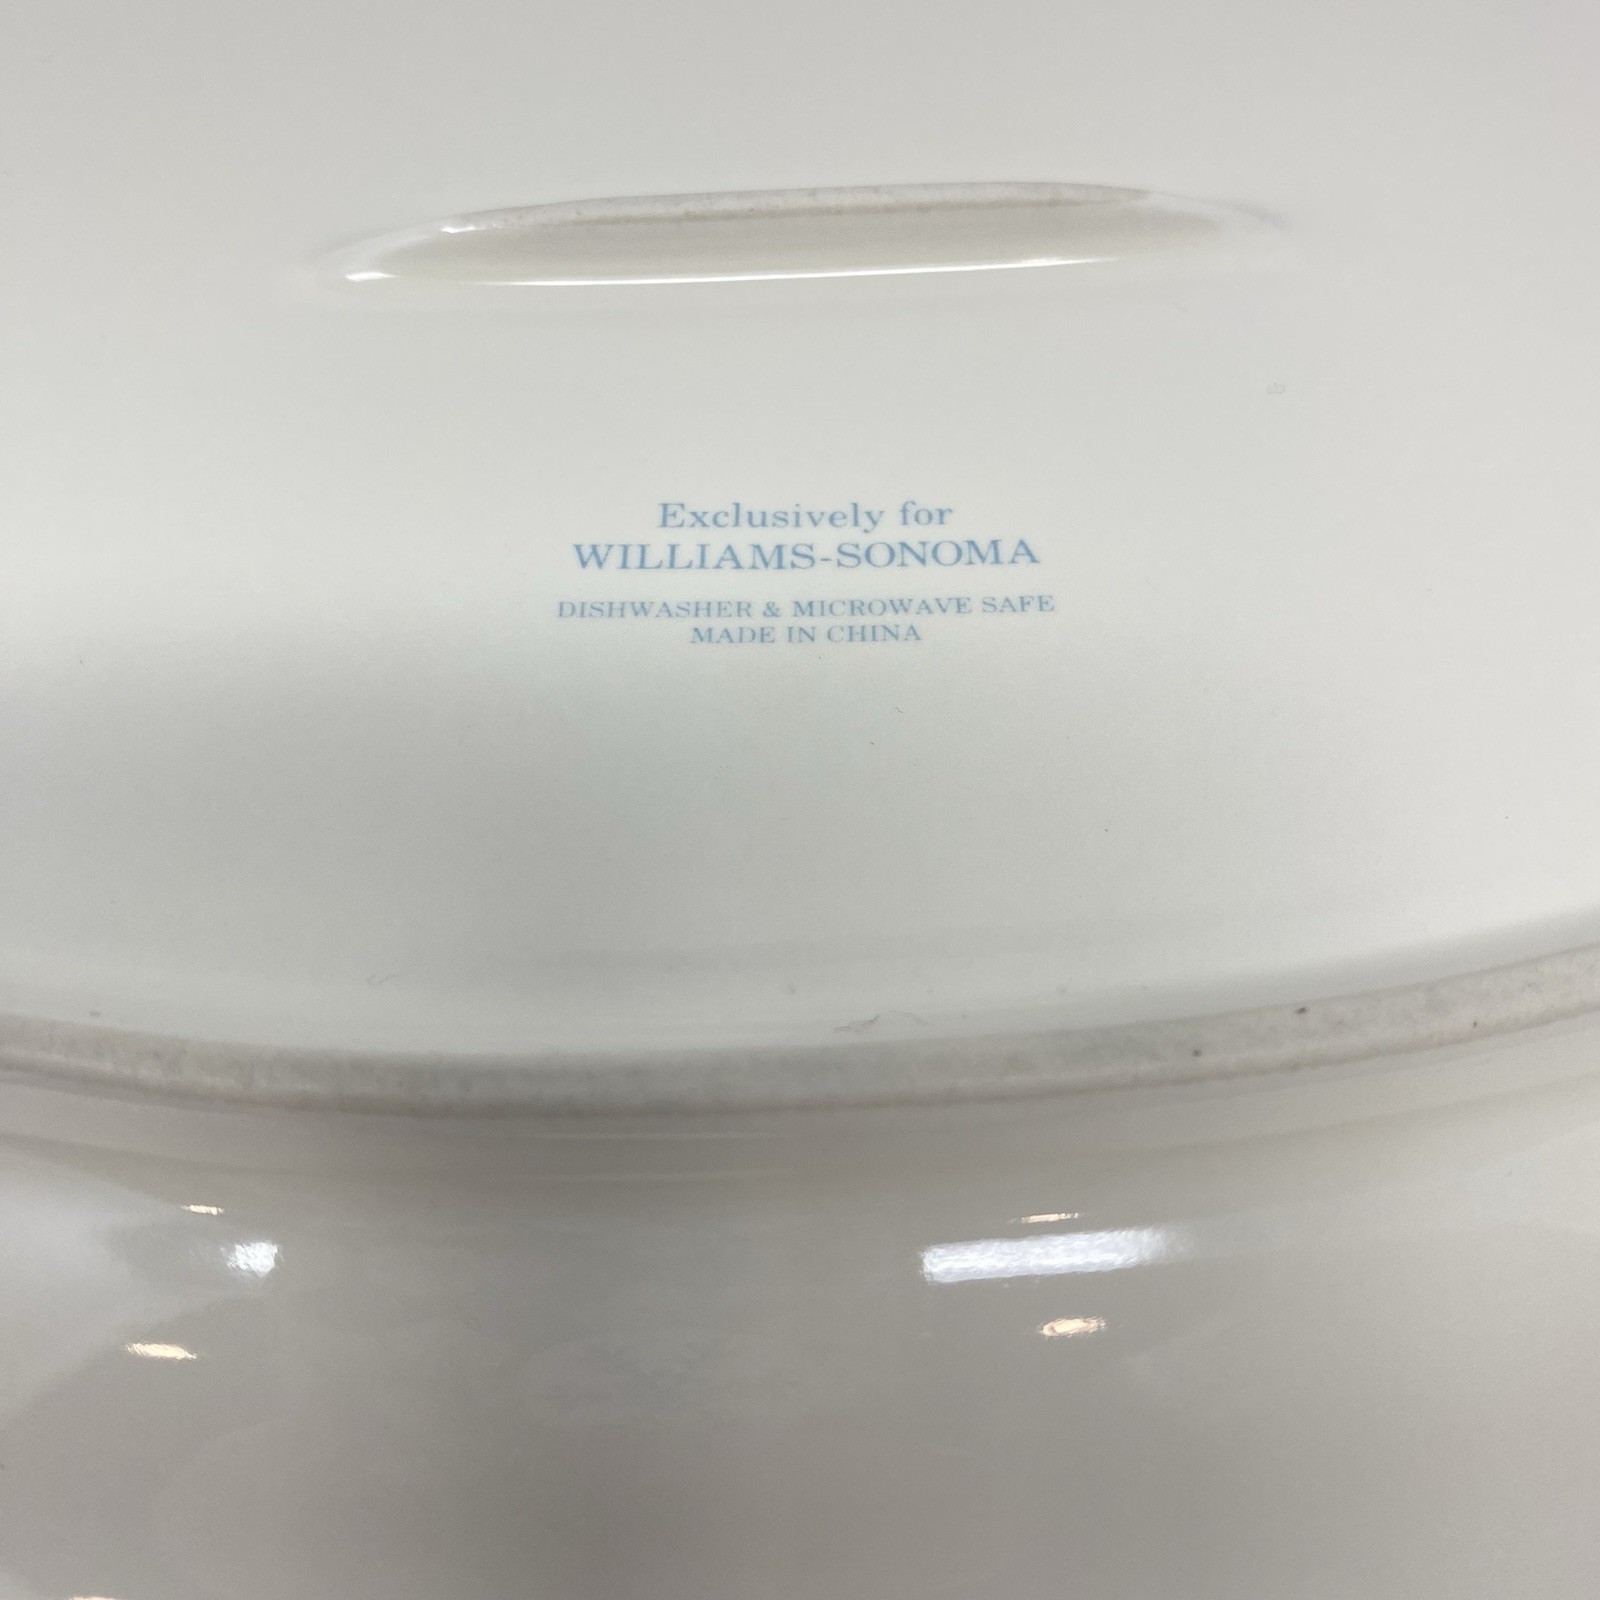 Exclusively for
WILLIAMS-SONOMA
DISHWASHER & MICROWAVE SAFE
MADE IN CHINA